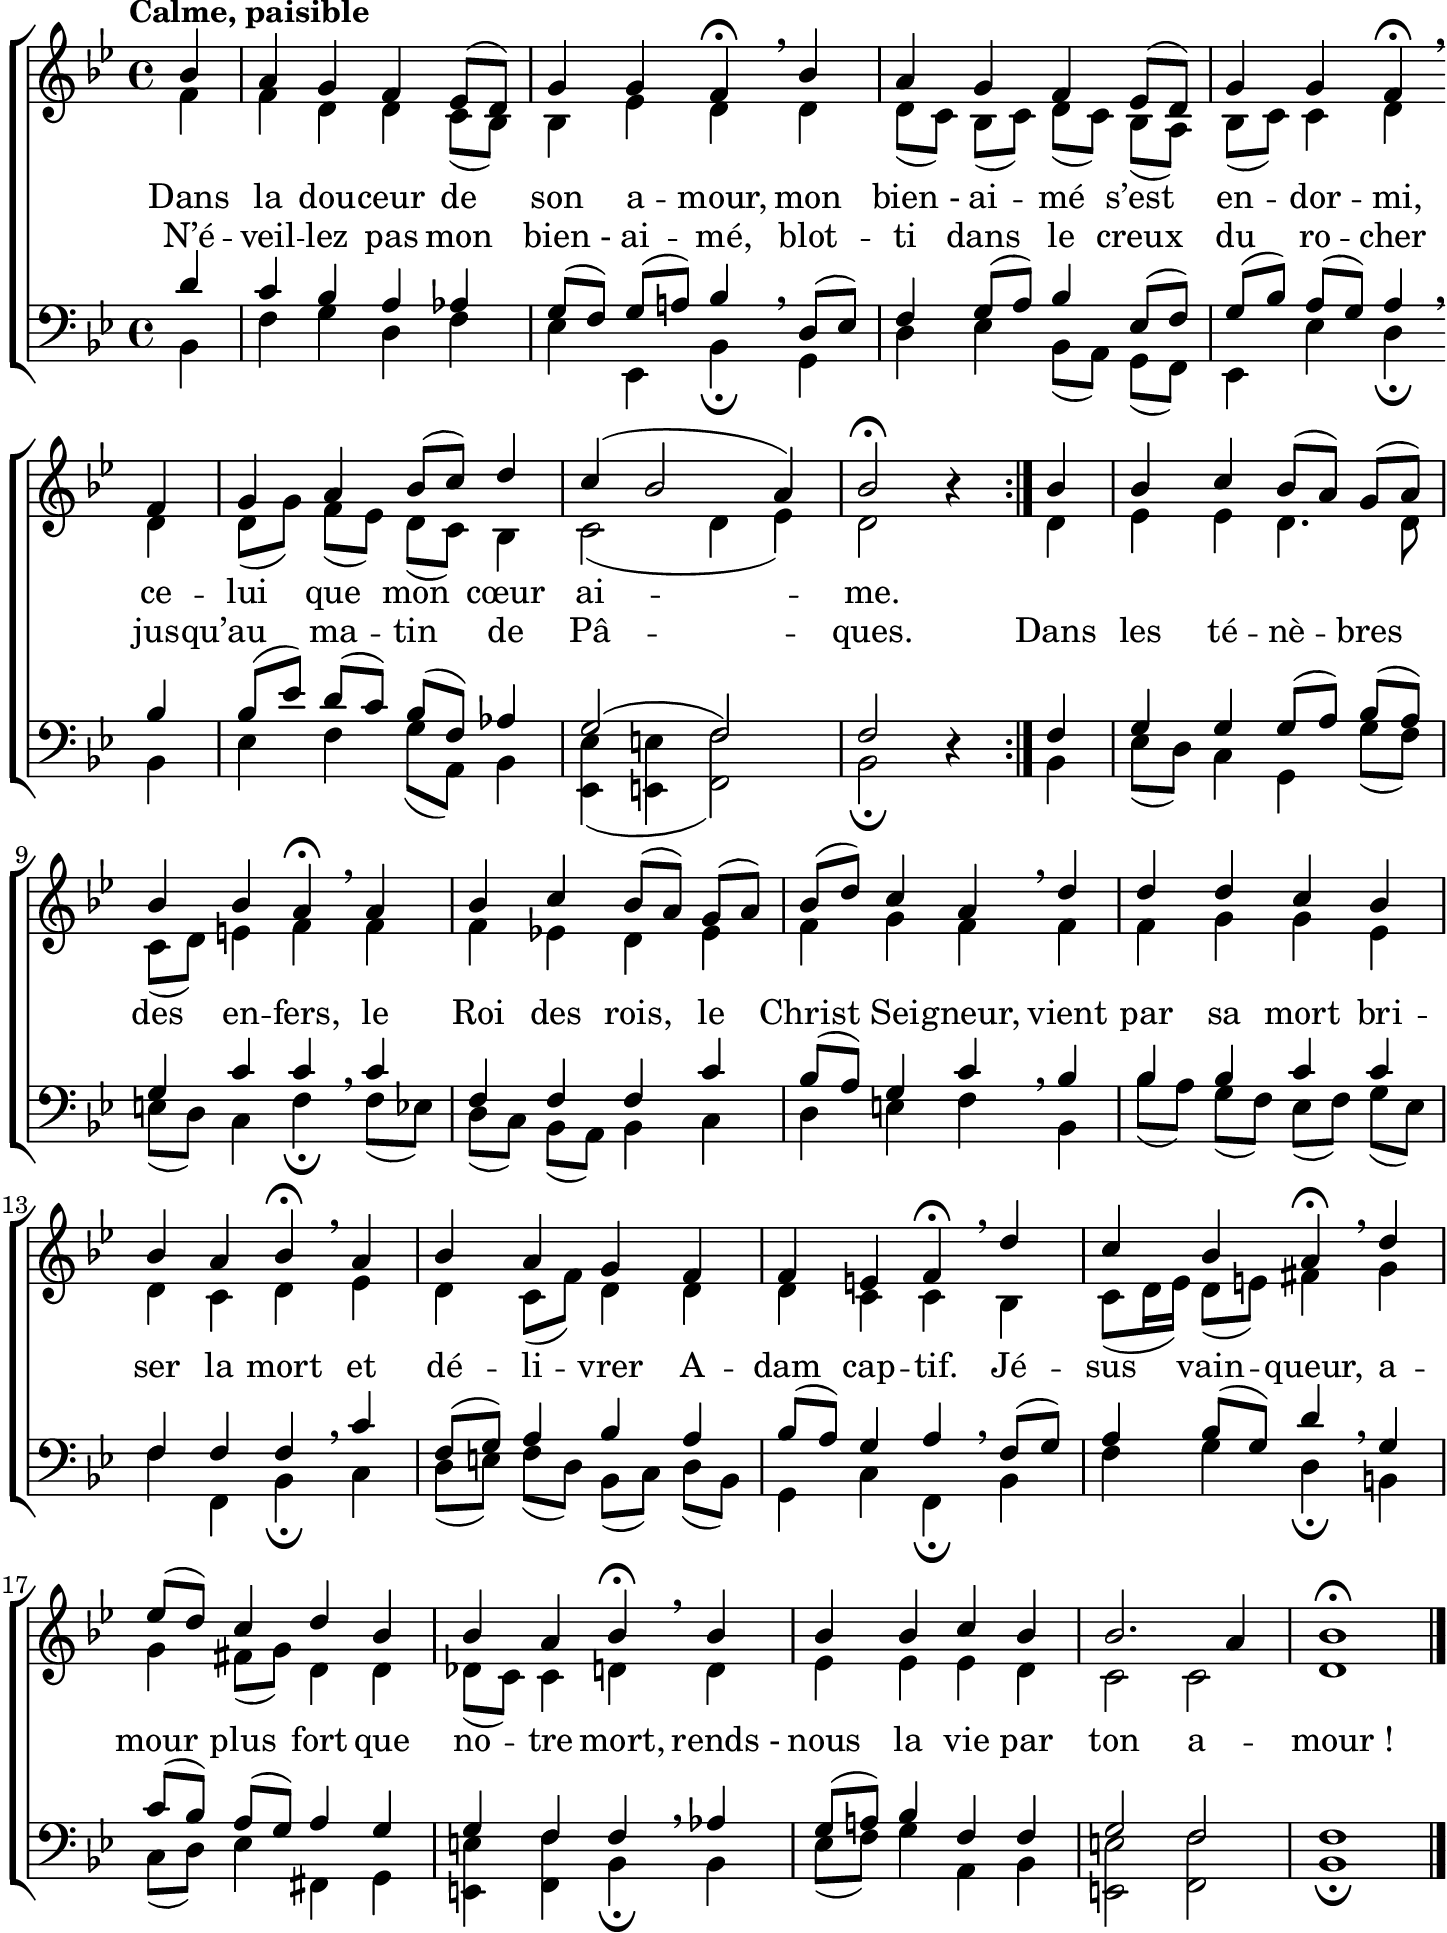 Calme, paisible
Dans la douceur de son a -- mour, mon bien - ai -- mé s’est en -- dor -- mi,
N’é -- veil -- lez pas mon bien - ai -- mé, blot -- ti dans le creux du ro -- cher
ce -- lui que mon cœur ai -- me.
jusqu’au ma -- tin de Pâ -- ques. Dans les té -- nè -- bres
9
des en -- fers, le Roi des rois, le Christ Seigneur, vient par sa mort bri --
13
ser la mort et dé -- li -- vrer A -- dam cap -- tif. Jé -- sus vain -- queur, a --
17
mour plus fort que no -- tre mort, rends - nous la vie par ton a -- mour !